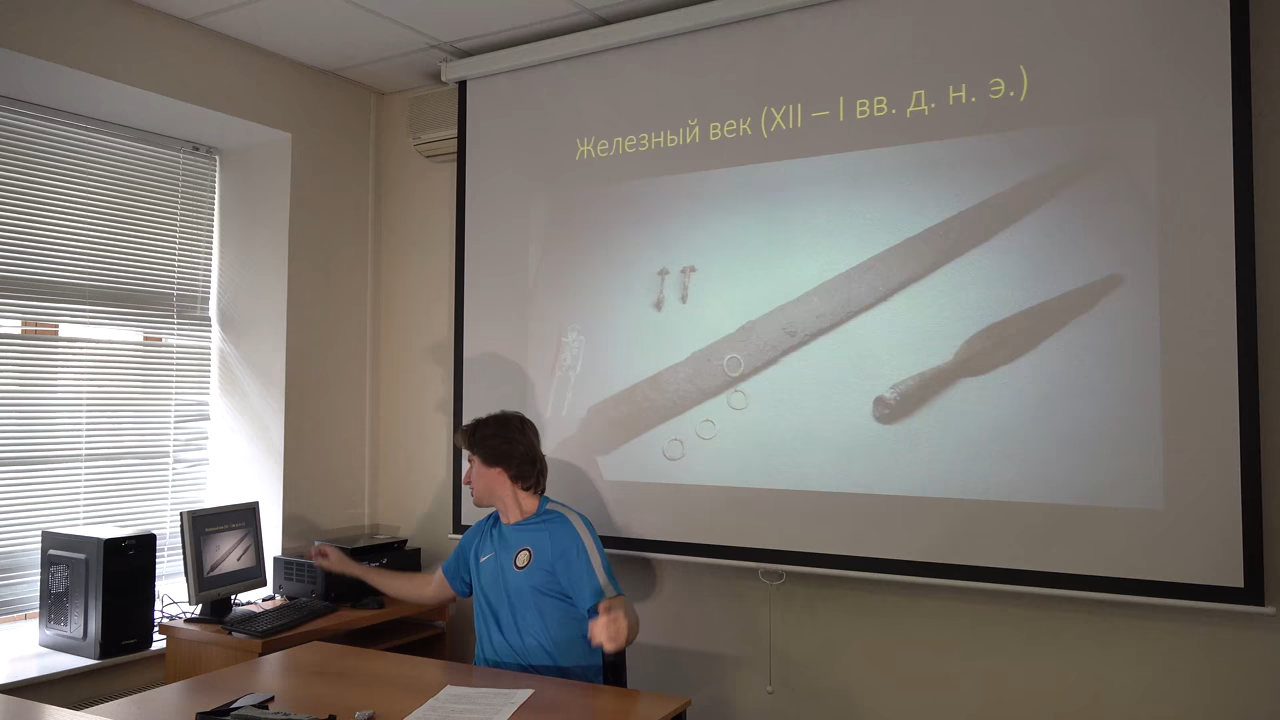 Железный век (XII – I вв. д. н. э.)